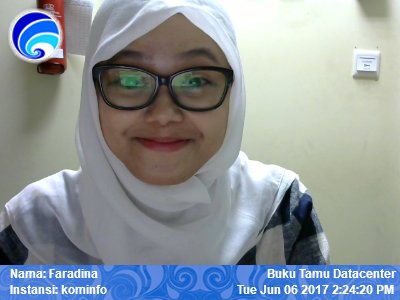 Nama: Faradina
Buku Tamu Datacenter
Instansi: kominfo
Tue Jun 06 2017 2:24:20 PM